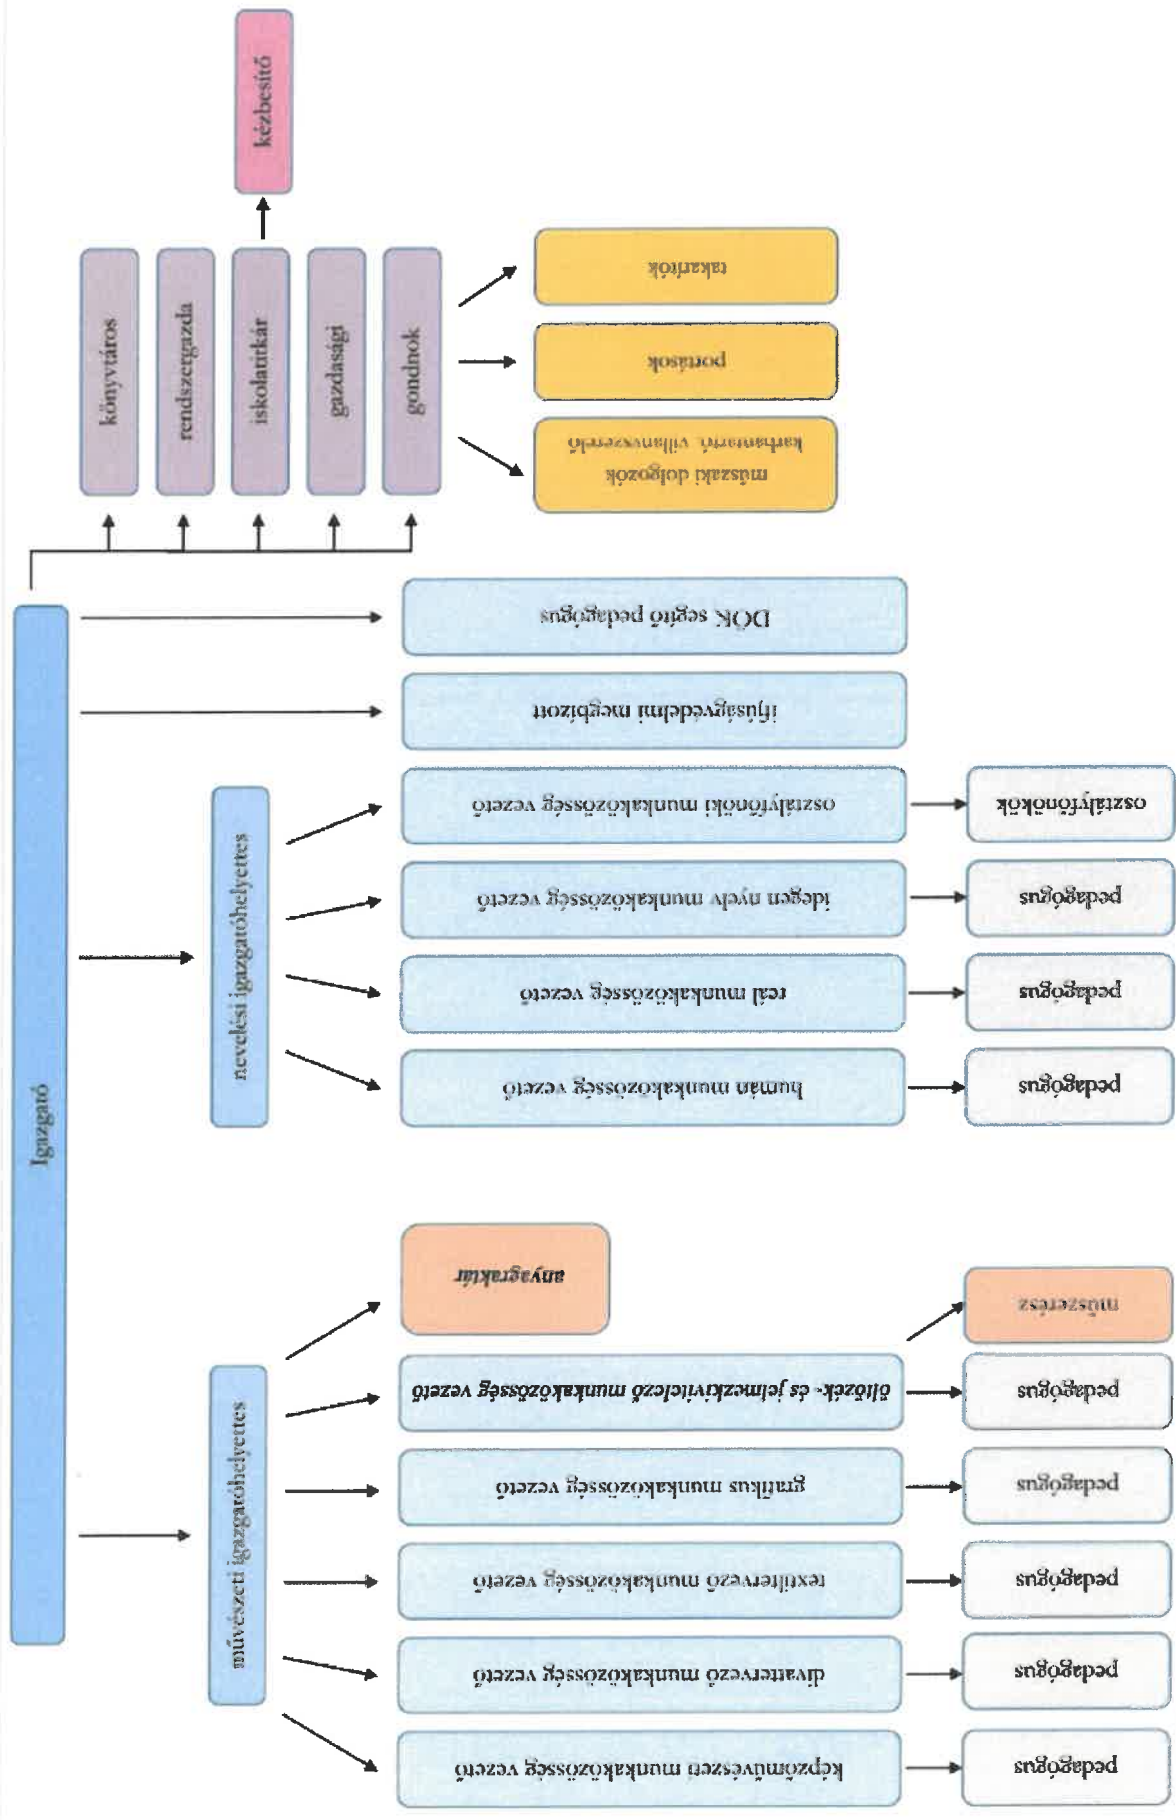 Igazgató
művészeti igazgatóhelyettes
nevelési igazgatóhelyettes
könyvtáros
rendszergazda
iskolatitkár
gazdasági
gondnok
kézbesítő
képzőművészeti munkaközösség vezető
divattervező munkaközösség vezető
textiltervező munkaközösség vezető
grafikus munkaközösség vezető
öltözék- és jelmezkivitelező munkaközösség vezető
anyagraktár
humán munkaközösség vezető
reál munkaközösség vezető
idegen nyelv munkaközösség vezető
osztályfőnöki munkaközösség vezető
ifjúságvédelmi megbízott
DÖK segítő pedagógus
műszaki dolgozók
karbantartó, villanyszerelő
portások
takarítók
pedagógus
pedagógus
pedagógus
pedagógus
pedagógus
műszerész
pedagógus
pedagógus
pedagógus
osztályfőnökök